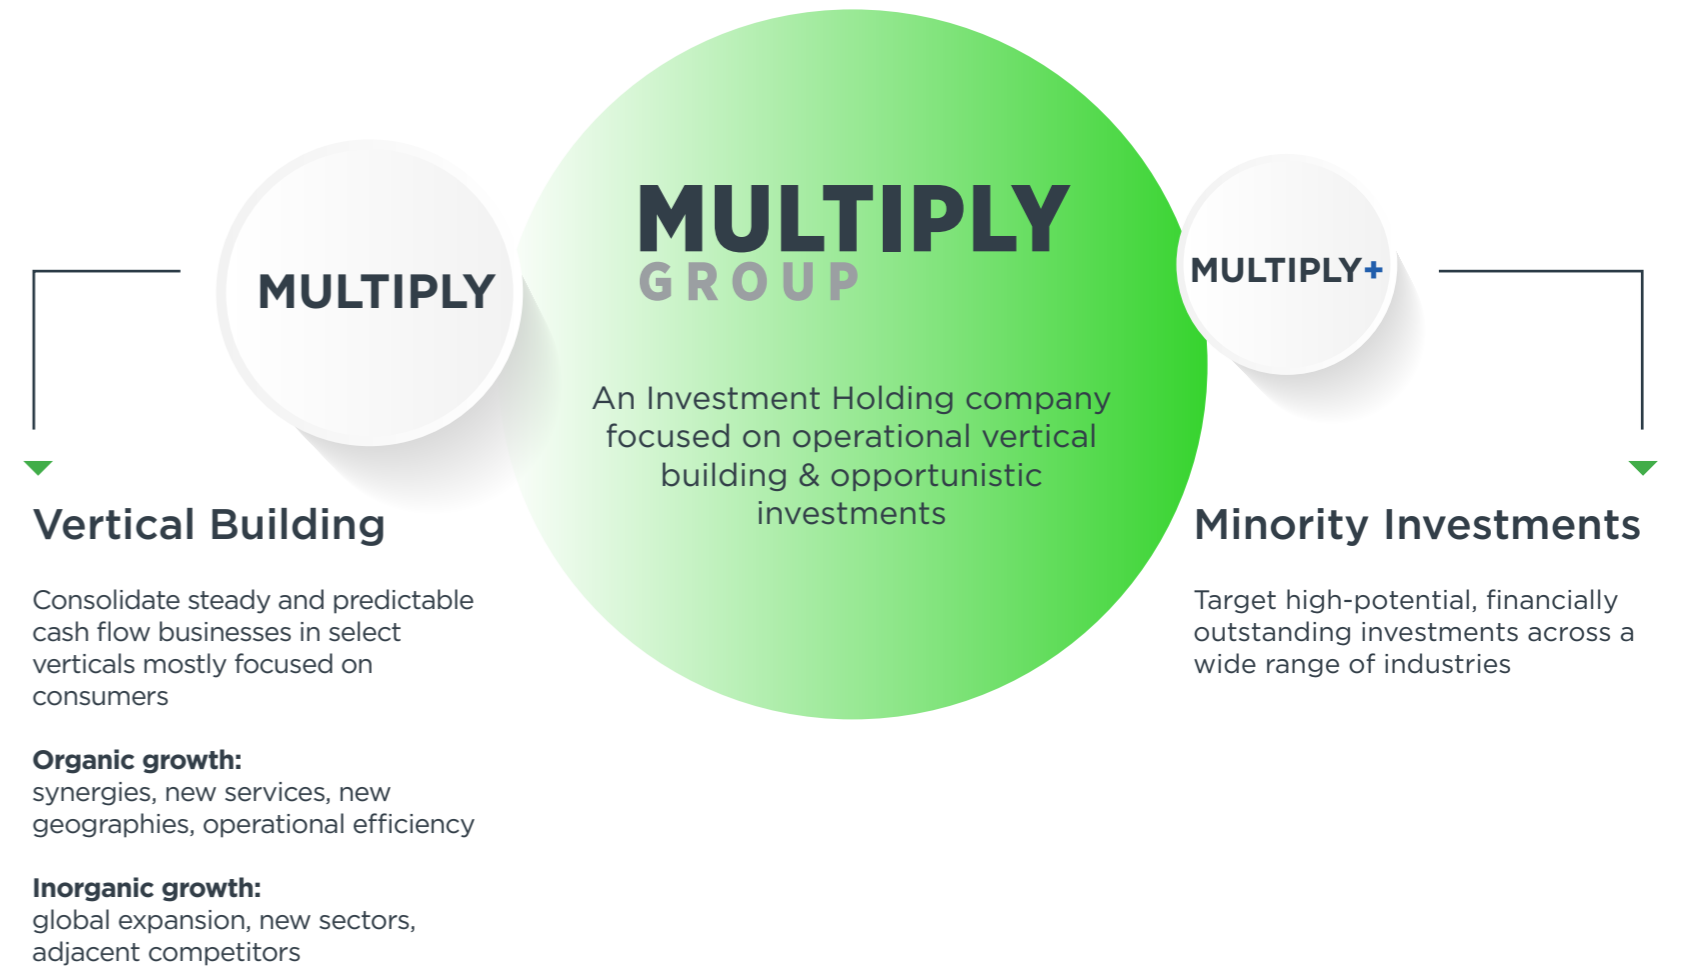 MULTIPLY
GROUP
An Investment Holding company
focused on operational vertical
building & opportunistic
investments
MULTIPLY
Vertical Building
Consolidate steady and predictable
cash flow businesses in select
verticals mostly focused on
consumers
Organic growth:
synergies, new services, new
geographies, operational efficiency
Inorganic growth:
global expansion, new sectors,
adjacent competitors
MULTIPLY+
Minority Investments
Target high-potential, financially
outstanding investments across a
wide range of industries